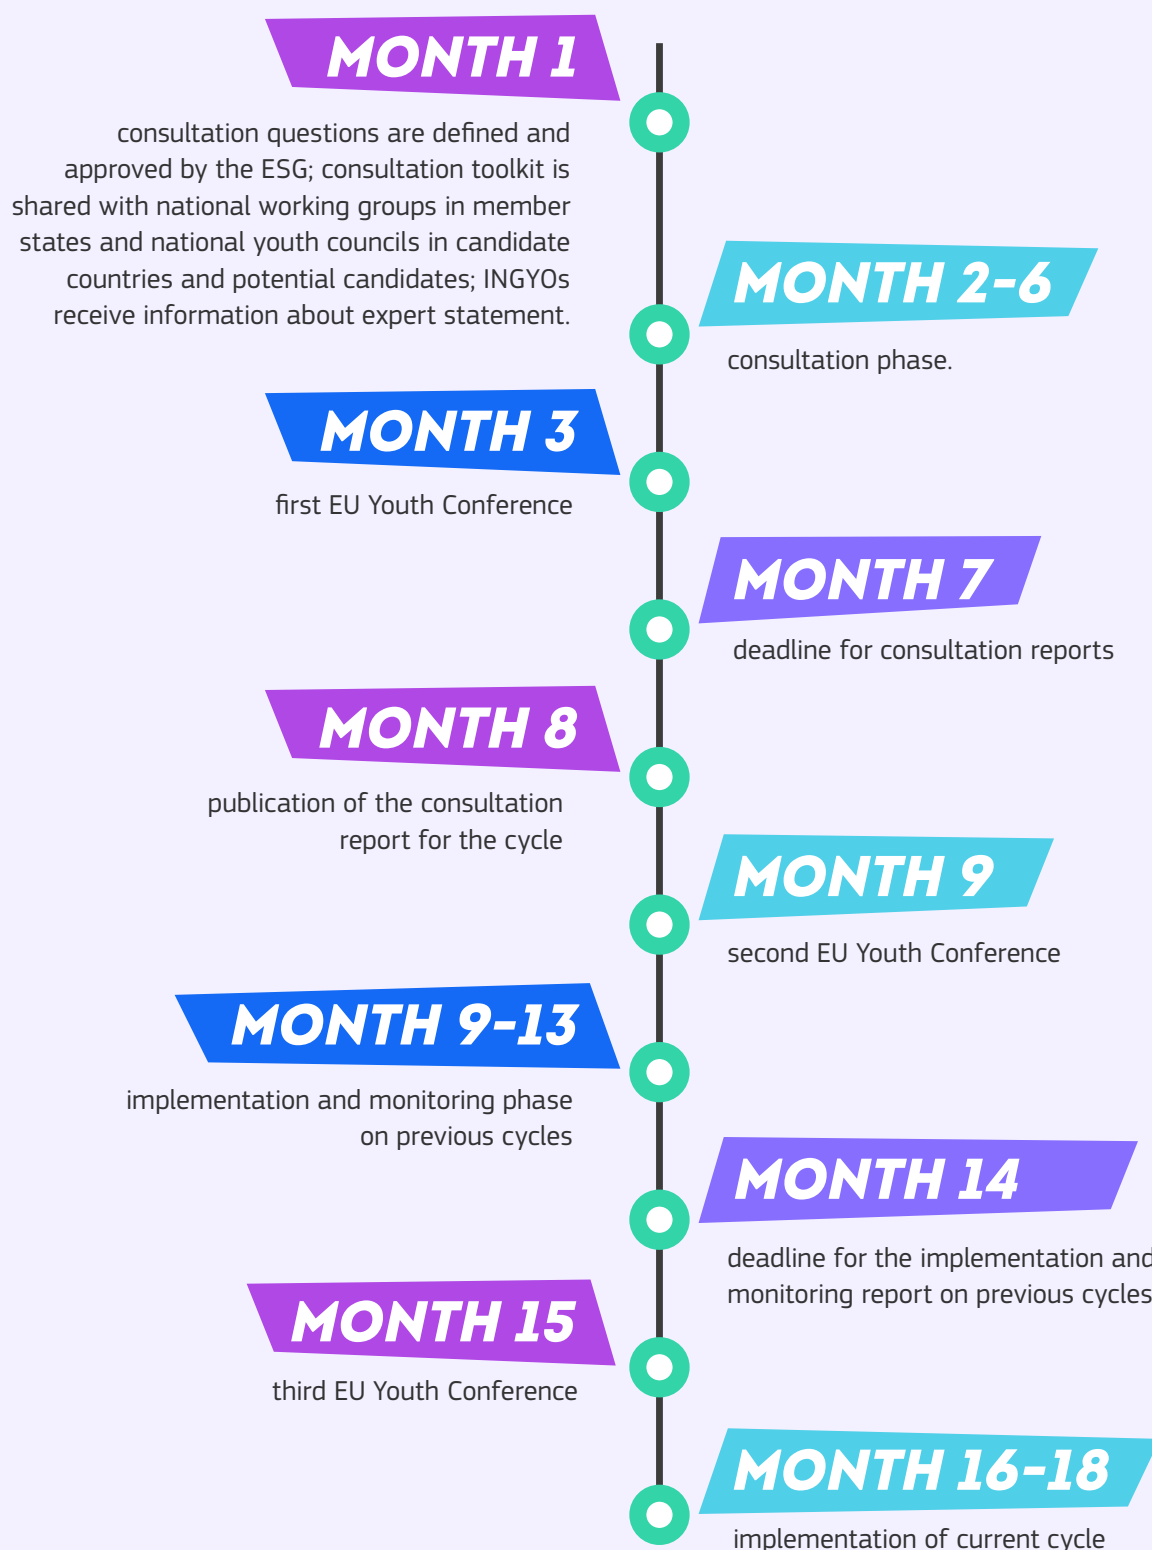 MONTH 1
consultation questions are defined and
approved by the ESG; consultation toolkit is
shared with national working groups in member
states and national youth councils in candidate
countries and potential candidates; INGYOs
receive information about expert statement.
MONTH 2-6
consultation phase.
MONTH 3
first EU Youth Conference
MONTH 7
deadline for consultation reports
MONTH 8
publication of the consultation
report for the cycle
MONTH 9
second EU Youth Conference
MONTH 9-13
implementation and monitoring phase
on previous cycles
MONTH 14
deadline for the implementation and
monitoring report on previous cycles
MONTH 15
third EU Youth Conference
MONTH 16-18
implementation of current cycle